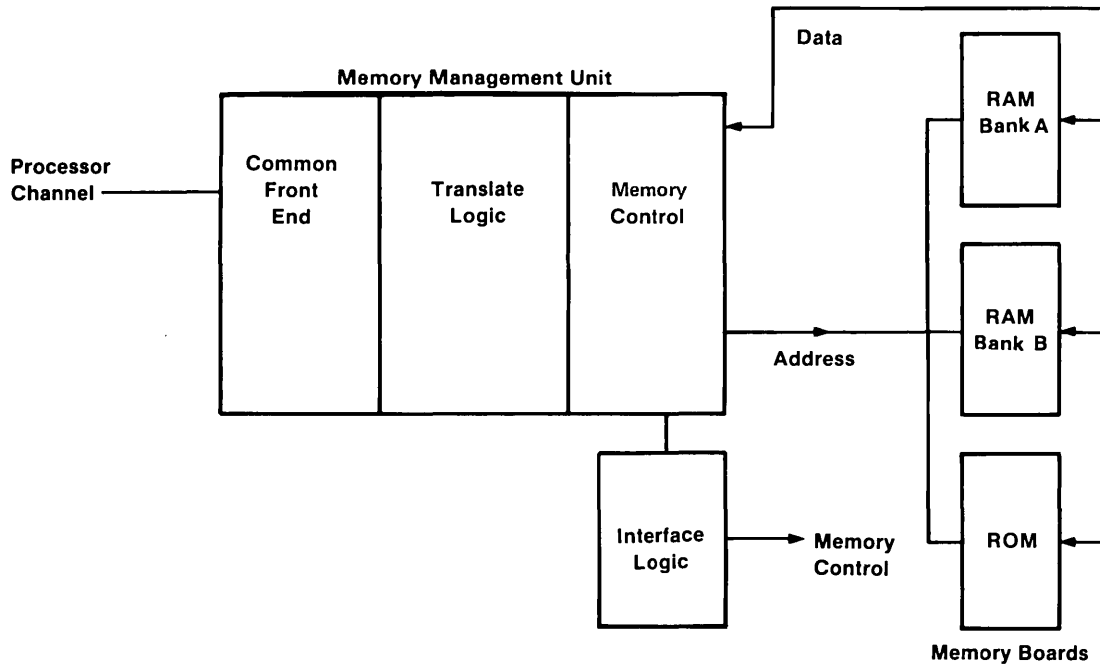 Data
Memory Management Unit
RAM
Bank A
Processor
Channel
Common
Front
End
Translate
Logic
Memory
Control
RAM
Bank B
Address
Interface
Logic
Memory
Control
ROM
Memory Boards